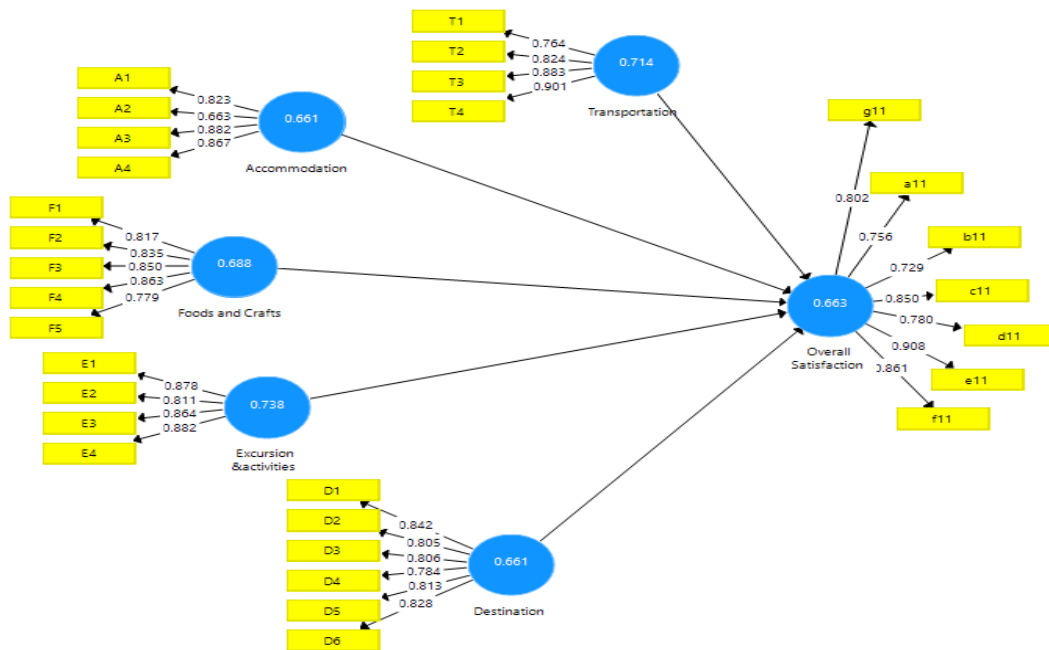 T1
T2
T3
T4
0.764
0.824
0.883
0.901
0.714
Transportation
A1
A2
A3
A4
0.823
0.663
0.882
0.867
0.661
Accommodation
F1
F2
F3
F4
F5
0.817
0.835
0.850
0.863
0.779
0.688
Foods and Crafts
E1
E2
E3
E4
0.878
0.811
0.864
0.882
0.738
Excursion
&activities
D1
D2
D3
D4
D5
D6
0.842
0.805
0.806
0.784
0.813
0.828
0.661
Destination
0.663
Overall
Satisfaction
0.802
0.756
0.729
0.850
0.780
0.908
0.861
g11
a11
b11
c11
d11
e11
f11